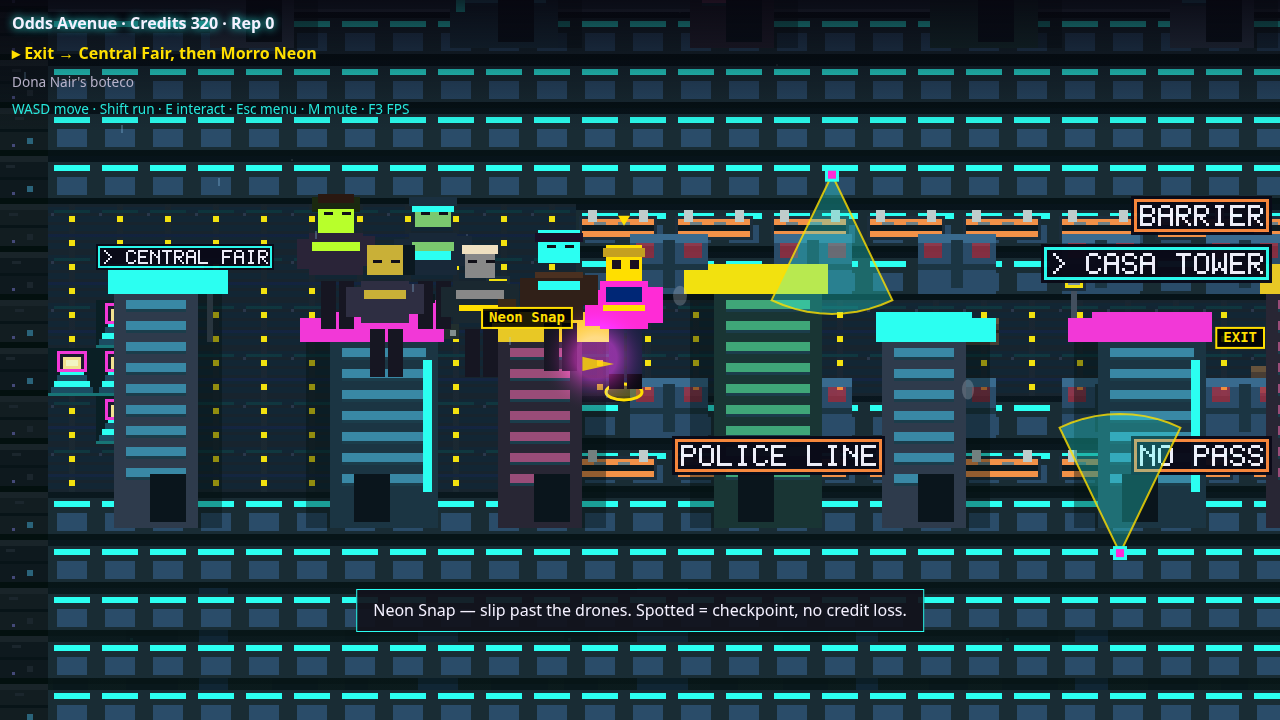 Odds Avenue · Credits 320 · Rep 0
▸ Exit → Central Fair, then Morro Neon
Dona Nair's boteco
WASD move · Shift run · E interact · Esc menu · M mute · F3 FPS
BARRIER
> CENTRAL FAIR
> CASA TOWER
Neon Snap
EXIT
POLICE LINE
NO PASS
Neon Snap — slip past the drones. Spotted = checkpoint, no credit loss.